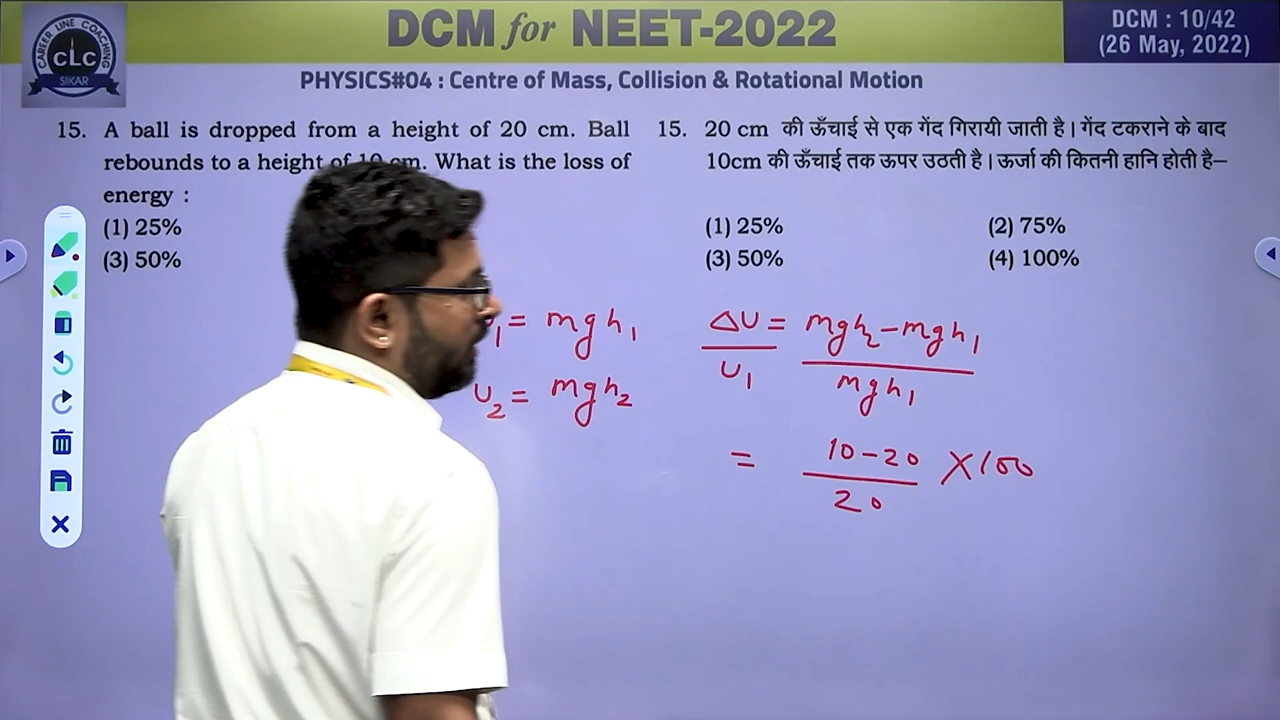 DCM for NEET-2022
DCM : 10/42
(26 May, 2022)
CAREER LINE COACHING
CLC
SIKAR
PHYSICS#04 : Centre of Mass, Collision & Rotational Motion
15. A ball is dropped from a height of 20 cm. Ball
rebounds to a height of 10 cm. What is the loss of
energy :
(1) 25%
(3) 50%
15. 20 cm की ऊँचाई से एक गेंद गिरायी जाती है। गेंद टकराने के बाद
10cm की ऊँचाई तक ऊपर उठती है। ऊर्जा की कितनी हानि होती है–
(1) 25% (2) 75%
(3) 50% (4) 100%
U₁ = mgh₁
U₂ = mgh₂
ΔU = mgh₂ – mgh₁
U₁ mgh₁
= 10 – 20 × 100
20